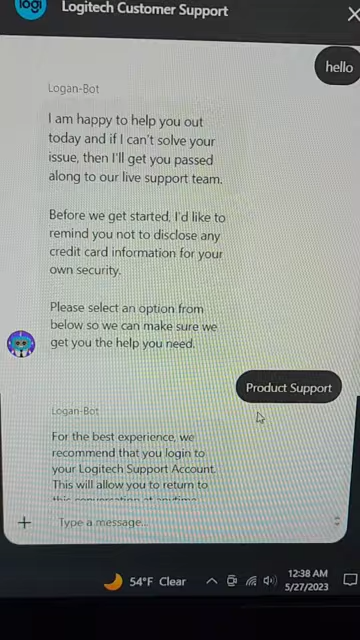 logi
Logitech Customer Support
hello
Logan-Bot
I am happy to help you out
today and if I can't solve your
issue, then I'll get you passed
along to our live support team.
Before we get started, I'd like to
remind you not to disclose any
credit card information for your
own security.
Please select an option from
below so we can make sure we
get you the help you need.
Product Support
Logan-Bot
For the best experience, we
recommend that you login to
your Logitech Support Account.
This will allow you to return to
this conversation at anytime
Type a message...
54°F Clear
12:38 AM
5/27/2023